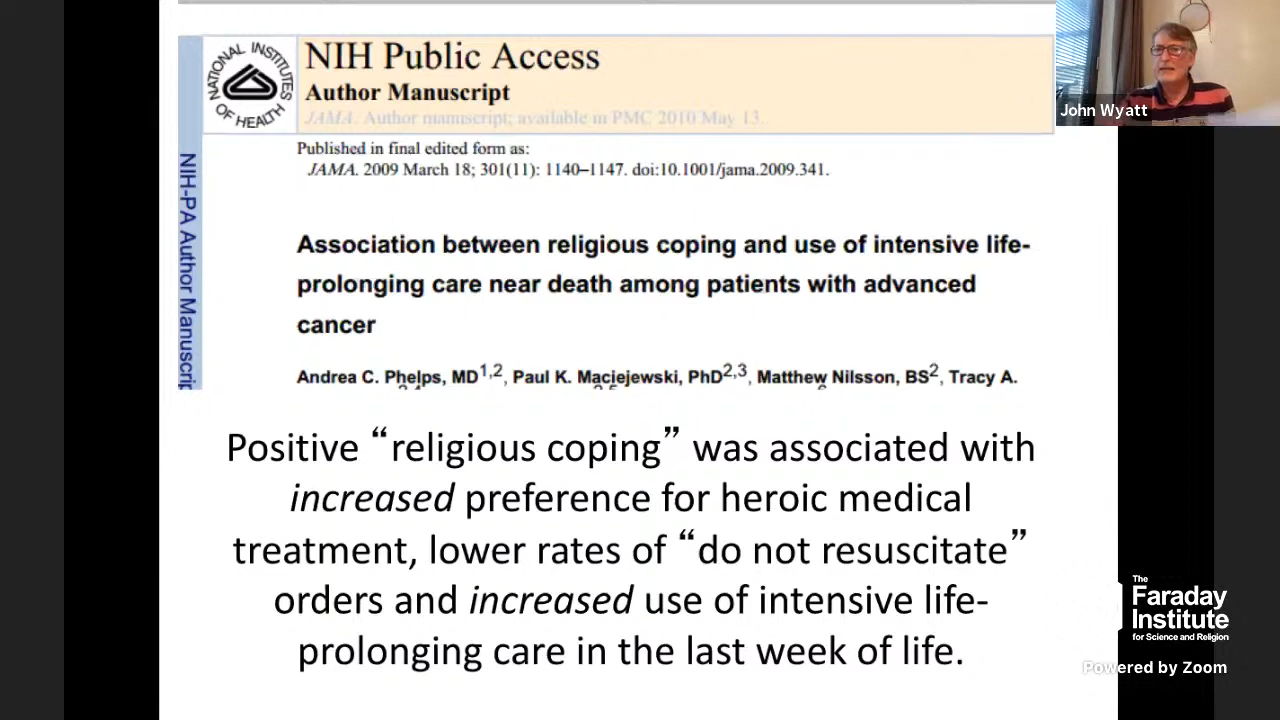 NATIONAL INSTITUTES OF HEALTH
NIH Public Access
Author Manuscript
JAMA. Author manuscript; available in PMC 2010 May 13.
NIH-PA Author Manuscrip
Published in final edited form as:
JAMA. 2009 March 18; 301(11): 1140–1147. doi:10.1001/jama.2009.341.
Association between religious coping and use of intensive life-
prolonging care near death among patients with advanced
cancer
Andrea C. Phelps, MD1,2, Paul K. Maciejewski, PhD2,3, Matthew Nilsson, BS2, Tracy A.
Positive “religious coping” was associated with
increased preference for heroic medical
treatment, lower rates of “do not resuscitate”
orders and increased use of intensive life-
prolonging care in the last week of life.
John Wyatt
The
Faraday
Institute
for Science and Religion
Powered by Zoom